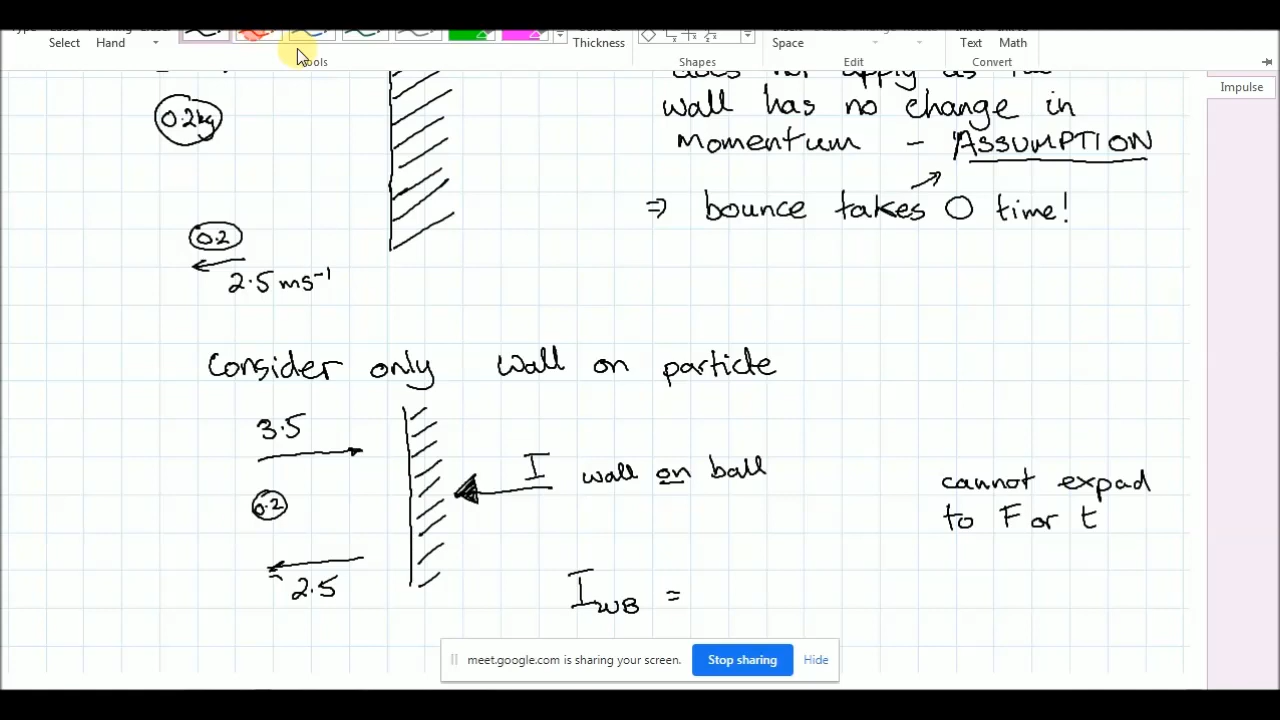 Select
Hand
Thickness
Space
Text
Math
Tools
Shapes
Edit
Convert
Impulse
0.2kg
wall has no change in
momentum - ASSUMPTION
⇒ bounce takes 0 time!
0.2
2.5 ms⁻¹
Consider only wall on particle
3.5
I wall on ball
0.2
cannot expad
to F or t
2.5
I_WB =
meet.google.com is sharing your screen.
Stop sharing
Hide